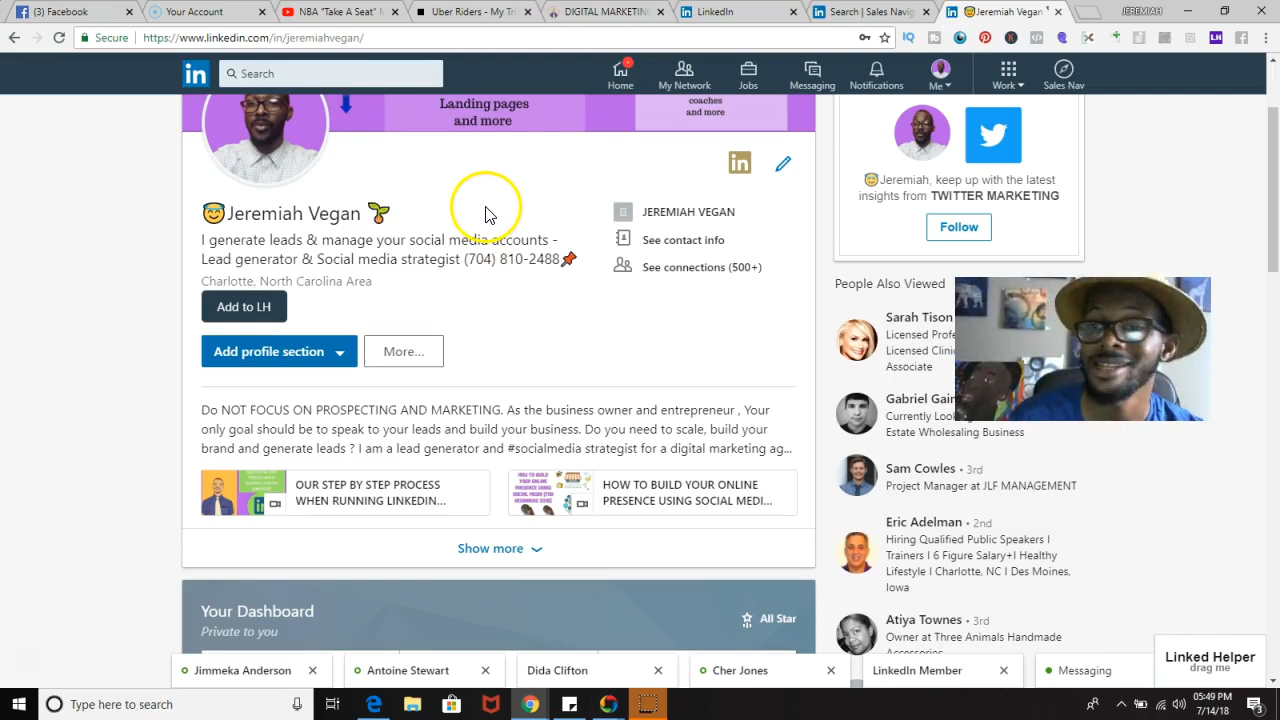 Facebook
Your Account
NBA "Take A Seat"
Uber Riders - My Tri
DIGITAL MARKETING
LinkedIn
Search | Sales Navig
Jeremiah Vegan
JEREMIAH
Secure
https://www.linkedin.com/in/jeremiahvegan/
in
Search
Home
My Network
Jobs
Messaging
Notifications
Me
Work
Sales Nav
Landing pages
and more
coaches
and more
in
😇Jeremiah Vegan 🌱
I generate leads & manage your social media accounts -
Lead generator & Social media strategist (704) 810-2488📌
Charlotte, North Carolina Area
Add to LH
Add profile section
More...
JEREMIAH VEGAN
See contact info
See connections (500+)
Do NOT FOCUS ON PROSPECTING AND MARKETING. As the business owner and entrepreneur , Your
only goal should be to speak to your leads and build your business. Do you need to scale, build your
brand and generate leads ? I am a lead generator and #socialmedia strategist for a digital marketing ag...
OUR STEP BY STEP PROCESS
WHEN RUNNING LINKEDIN...
HOW TO BUILD YOUR ONLINE
PRESENCE USING SOCIAL MEDI...
Show more
Your Dashboard
Private to you
All Star
😇Jeremiah, keep up with the latest
insights from TWITTER MARKETING
Follow
People Also Viewed
Sarah Tison
Licensed Profe
Licensed Clinic
Associate
Gabriel Gain
Currently Look
Estate Wholesaling Business
Sam Cowles • 3rd
Project Manager at JLF MANAGEMENT
Eric Adelman • 2nd
Hiring Qualified Public Speakers I
Trainers I 6 Figure Salary+I Healthy
Lifestyle I Charlotte, NC I Des Moines,
Iowa
Atiya Townes • 3rd
Owner at Three Animals Handmade
Accessories
Jimmeka Anderson
Antoine Stewart
Dida Clifton
Cher Jones
LinkedIn Member
Messaging
Linked Helper
drag me
Type here to search
05:49 PM
7/14/18